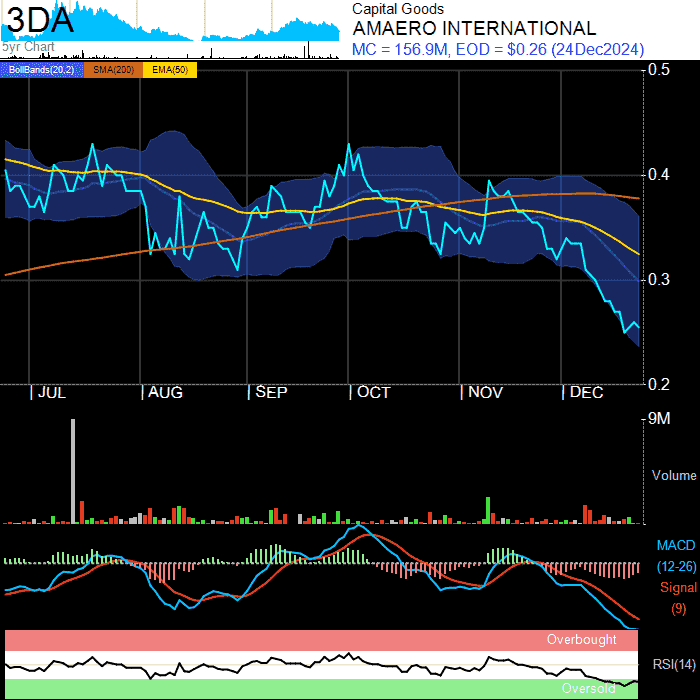 3DA
5yr Chart
Capital Goods
AMAERO INTERNATIONAL
MC = 156.9M, EOD = $0.26 (24Dec2024)
BollBands(20,2) SMA(200) EMA(50)
0.5
0.4
0.3
0.2
JUL AUG SEP OCT NOV DEC
9M
Volume
MACD
(12-26)
Signal
(9)
Overbought
RSI(14)
Oversold